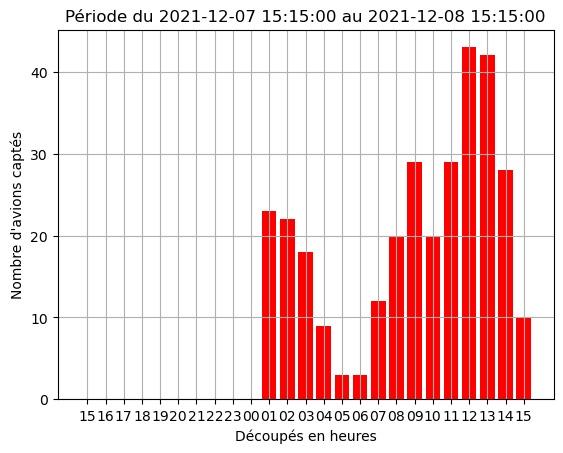 Période du 2021-12-07 15:15:00 au 2021-12-08 15:15:00
40
30
20
10
0
Nombre d'avions captés
15 16 17 18 19 20 21 22 23 00 01 02 03 04 05 06 07 08 09 10 11 12 13 14 15
Découpés en heures